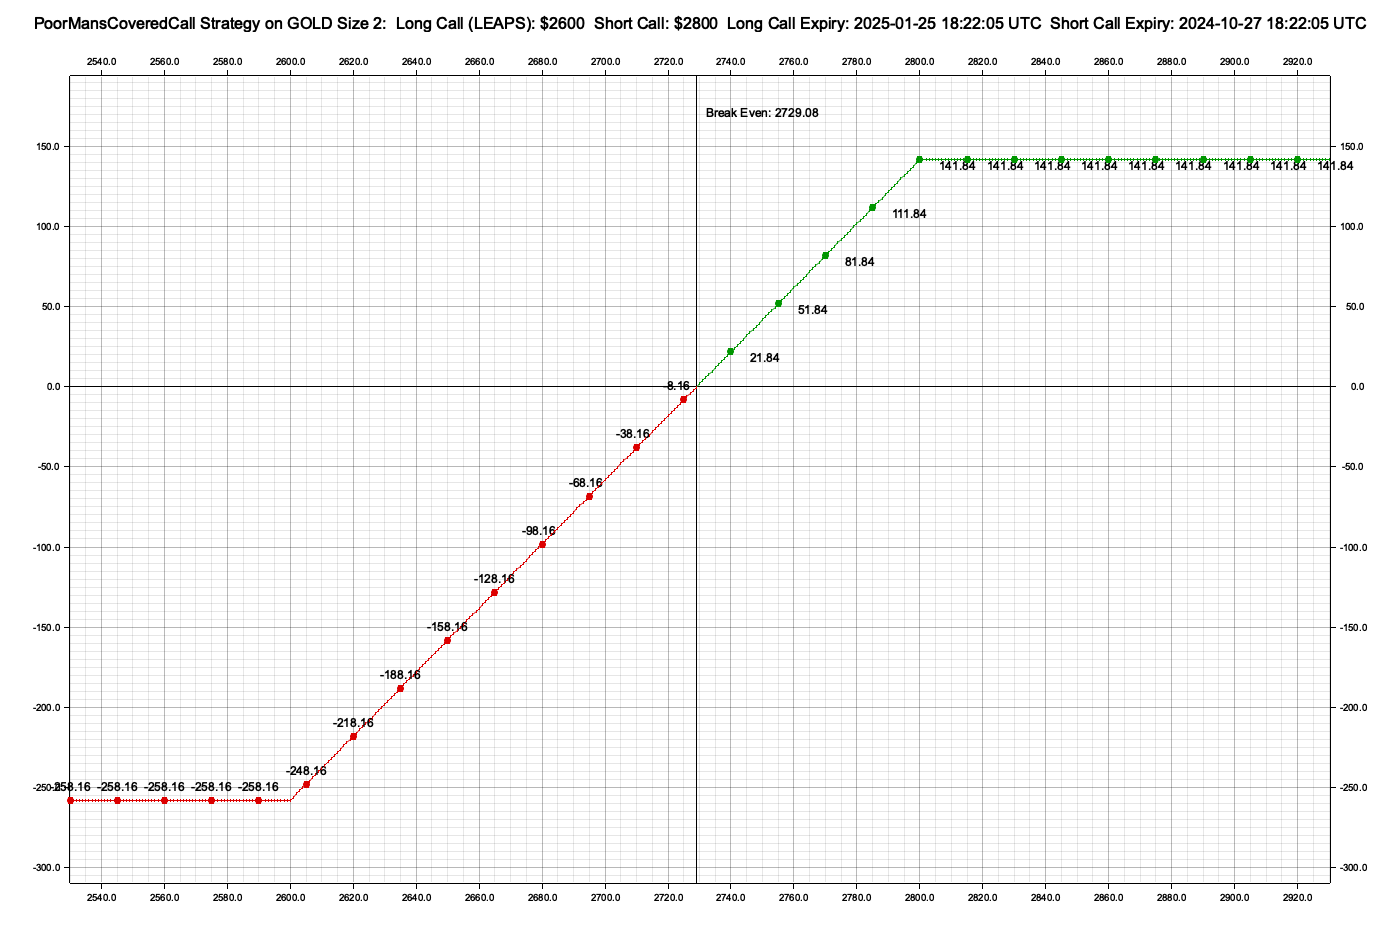 PoorMansCoveredCall Strategy on GOLD Size 2: Long Call (LEAPS): $2600 Short Call: $2800 Long Call Expiry: 2025-01-25 18:22:05 UTC Short Call Expiry: 2024-10-27 18:22:05 UTC
2540.0 2560.0 2580.0 2600.0 2620.0 2640.0 2660.0 2680.0 2700.0 2720.0 2740.0 2760.0 2780.0 2800.0 2820.0 2840.0 2860.0 2880.0 2900.0 2920.0
Break Even: 2729.08
150.0 150.0
141.84 141.84 141.84 141.84 141.84 141.84 141.84 141.84 141.84
111.84
100.0 100.0
81.84
50.0 50.0
51.84
21.84
0.0 -8.16 0.0
-38.16
-50.0 -50.0
-68.16
-98.16
-100.0 -100.0
-128.16
-150.0 -158.16 -150.0
-188.16
-200.0 -200.0
-218.16
-248.16
-250.0 -258.16 -258.16 -258.16 -258.16 -258.16 -250.0
-300.0 -300.0
2540.0 2560.0 2580.0 2600.0 2620.0 2640.0 2660.0 2680.0 2700.0 2720.0 2740.0 2760.0 2780.0 2800.0 2820.0 2840.0 2860.0 2880.0 2900.0 2920.0